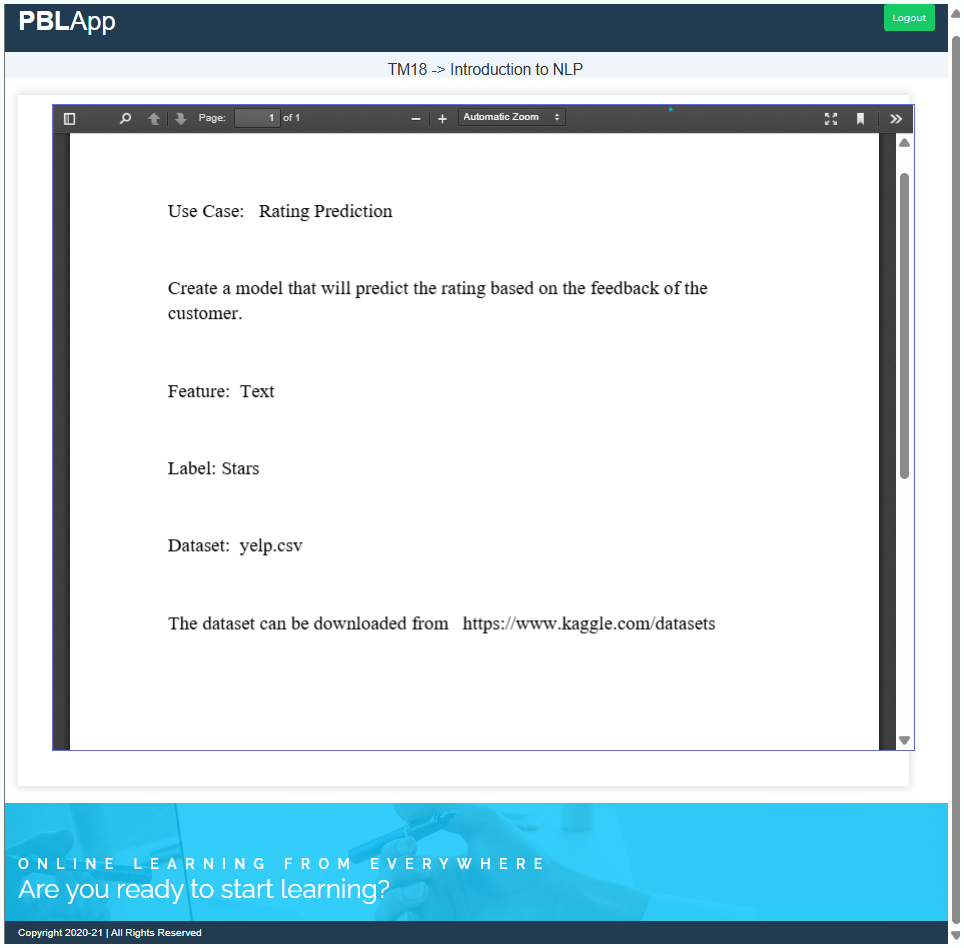 PBLApp
Logout
TM18 -> Introduction to NLP
Page: 1 of 1
Automatic Zoom
Use Case: Rating Prediction
Create a model that will predict the rating based on the feedback of the
customer.
Feature: Text
Label: Stars
Dataset: yelp.csv
The dataset can be downloaded from https://www.kaggle.com/datasets
ONLINE LEARNING FROM EVERYWHERE
Are you ready to start learning?
Copyright 2020-21 | All Rights Reserved